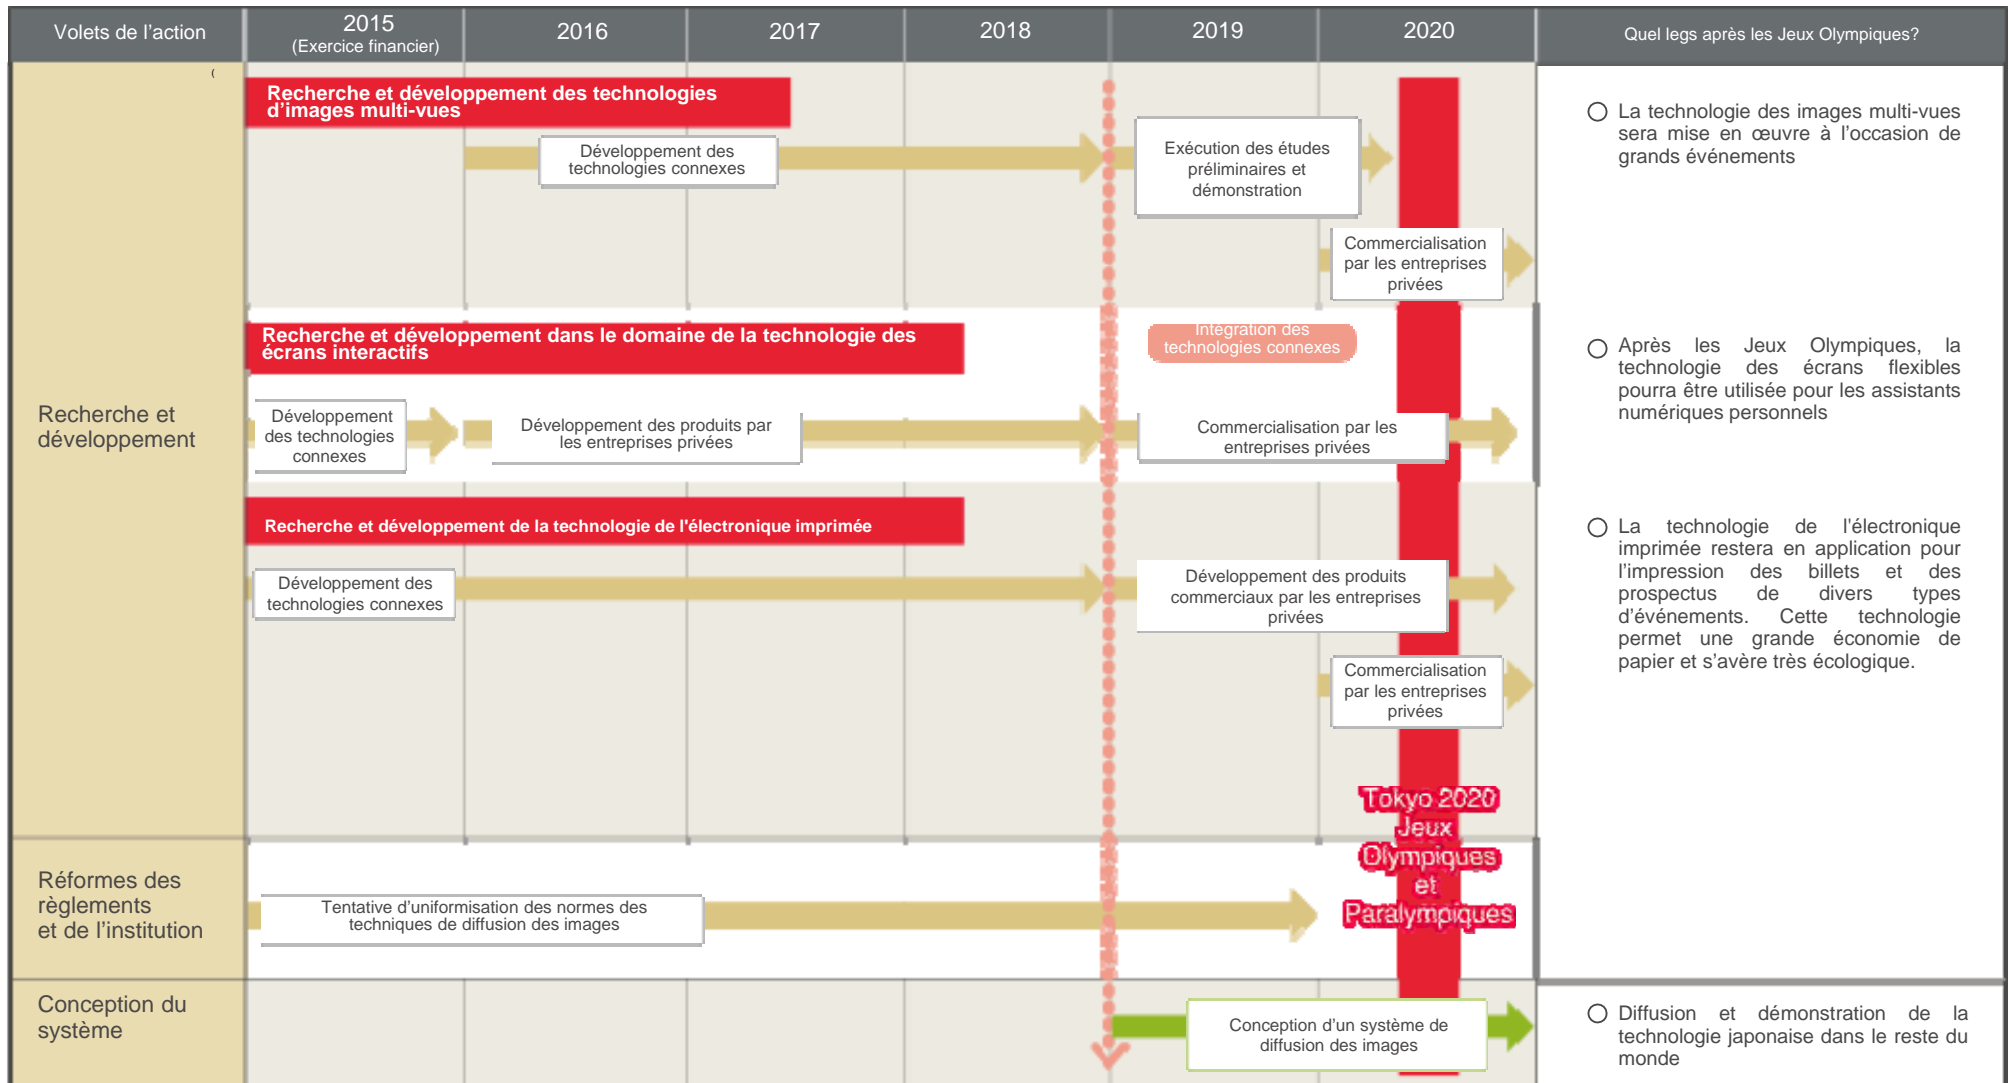 Volets de l'action
2015
(Exercice financier)
2016
2017
2018
2019
2020
Quel legs après les Jeux Olympiques?
(
Recherche et développement des technologies
d'images multi-vues
Développement des
technologies connexes
Exécution des études
préliminaires et
démonstration
Commercialisation
par les entreprises
privées
La technologie des images multi-vues
sera mise en œuvre à l'occasion de
grands événements
Recherche et
développement
Recherche et développement dans le domaine de la technologie des
écrans interactifs
Intégration des
technologies connexes
Développement
des technologies
connexes
Développement des produits par
les entreprises privées
Commercialisation par les
entreprises privées
Après les Jeux Olympiques, la
technologie des écrans flexibles
pourra être utilisée pour les assistants
numériques personnels
Recherche et développement de la technologie de l'électronique imprimée
Développement des
technologies connexes
Développement des produits
commerciaux par les entreprises
privées
Commercialisation
par les entreprises
privées
La technologie de l'électronique
imprimée restera en application pour
l'impression des billets et des
prospectus de divers types
d'événements. Cette technologie
permet une grande économie de
papier et s'avère très écologique.
Tokyo 2020
Jeux
Olympiques
et
Paralympiques
Réformes des
règlements
et de l'institution
Tentative d'uniformisation des normes des
techniques de diffusion des images
Conception du
système
Conception d'un système de
diffusion des images
Diffusion et démonstration de la
technologie japonaise dans le reste du
monde